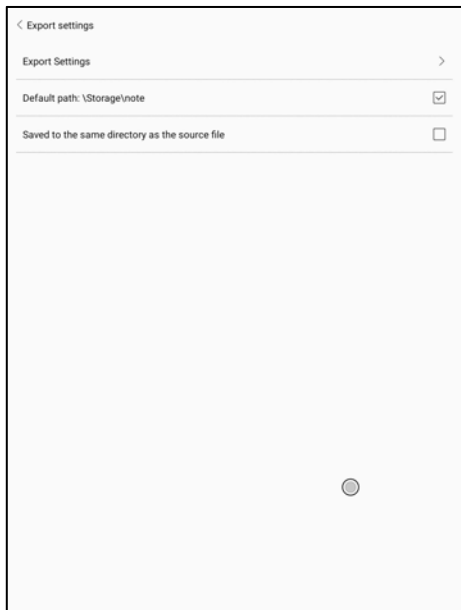 Export settings
Export Settings
Default path: \Storage\note
Saved to the same directory as the source file